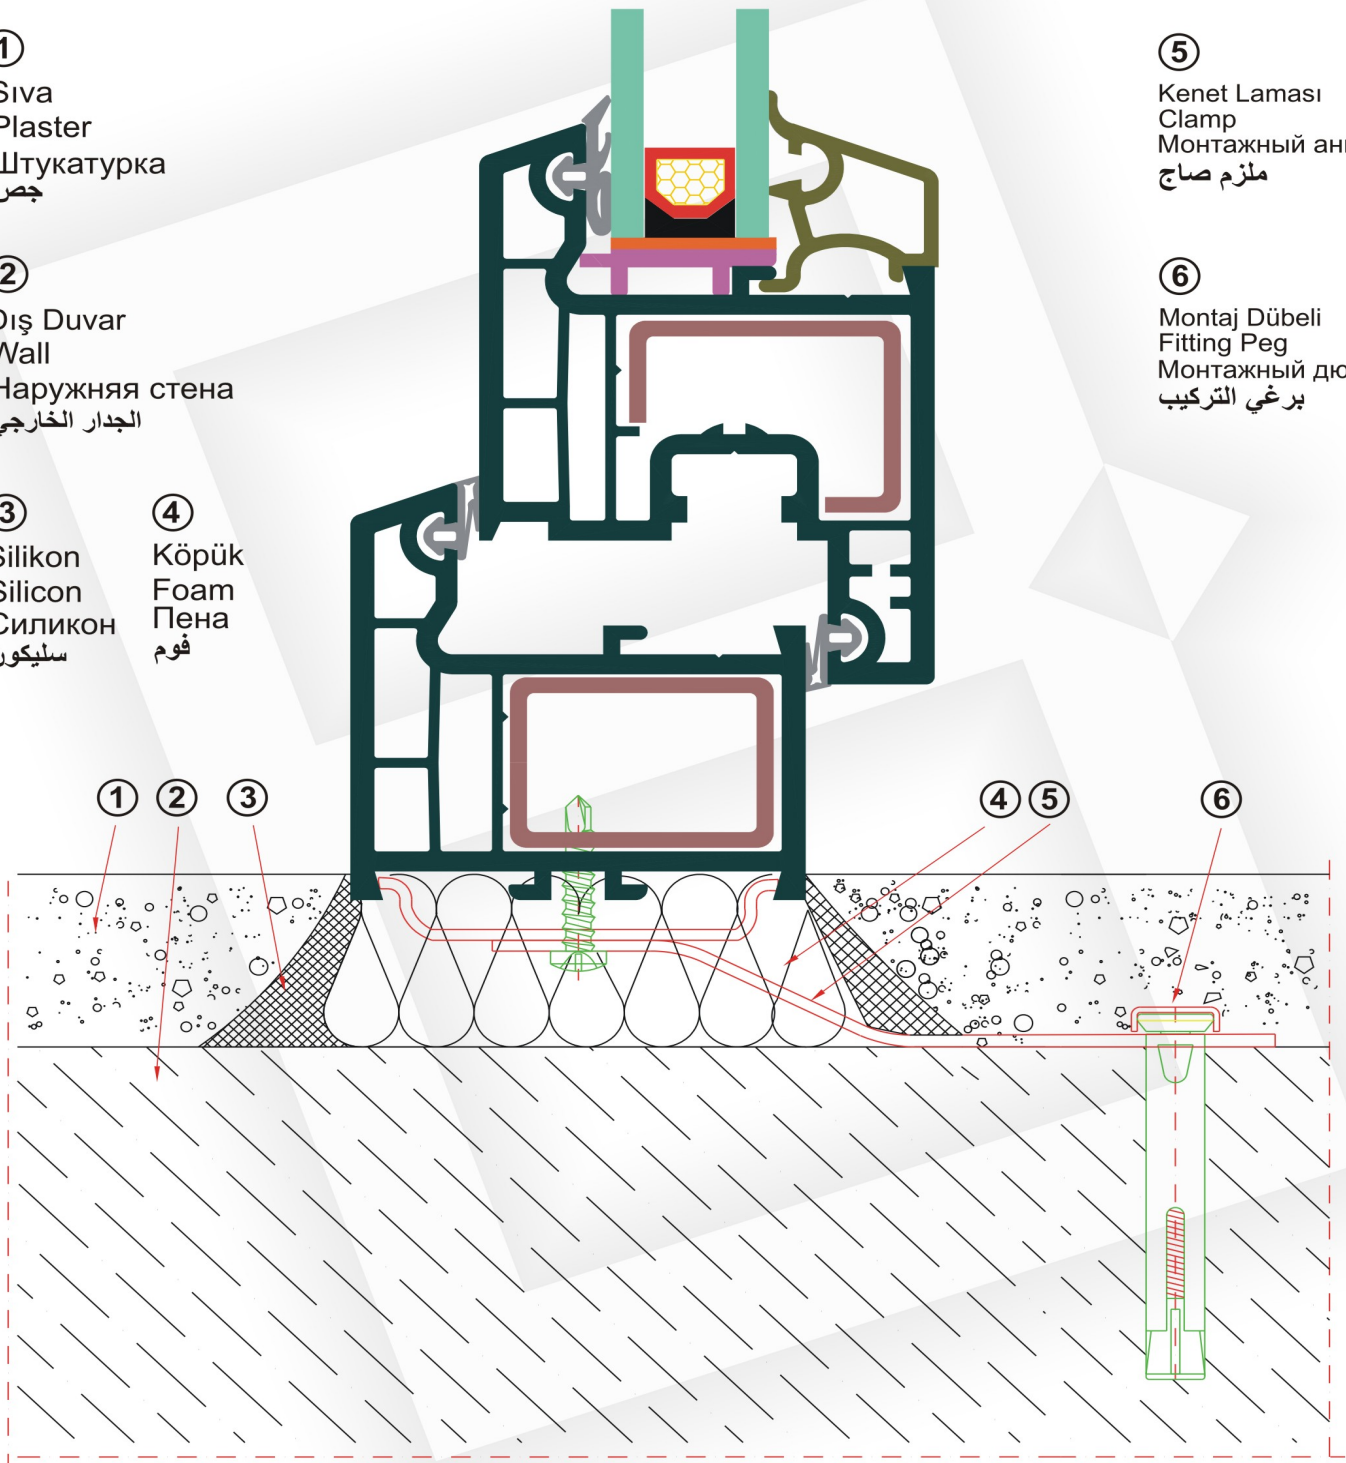 ①
Sıva
Plaster
Штукатурка
جص
②
Dış Duvar
Wall
Наружняя стена
الجدار الخارجي
③
Silikon
Silicon
Силикон
سليكون
④
Köpük
Foam
Пена
فوم
⑤
Kenet Laması
Clamp
Монтажный
ملزم صاج
⑥
Montaj Dübeli
Fitting Peg
Монтажный
برغي التركيب
① ② ③ ④ ⑤ ⑥